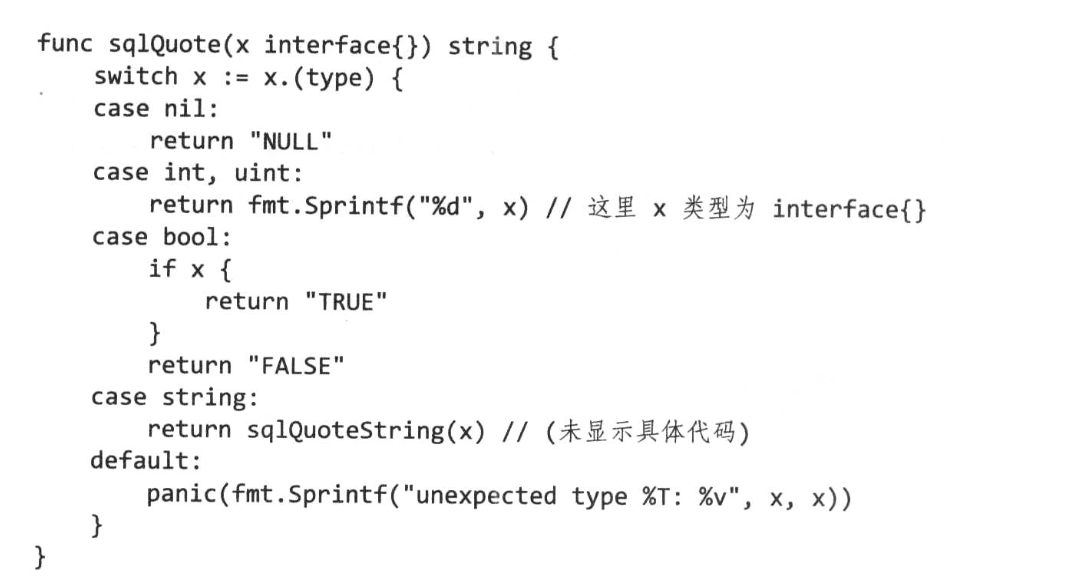 func sqlQuote(x interface{}) string {
    switch x := x.(type) {
    case nil:
        return "NULL"
    case int, uint:
        return fmt.Sprintf("%d", x) // 这里 x 类型为 interface{}
    case bool:
        if x {
            return "TRUE"
        }
        return "FALSE"
    case string:
        return sqlQuoteString(x) // (未显示具体代码)
    default:
        panic(fmt.Sprintf("unexpected type %T: %v", x, x))
    }
}